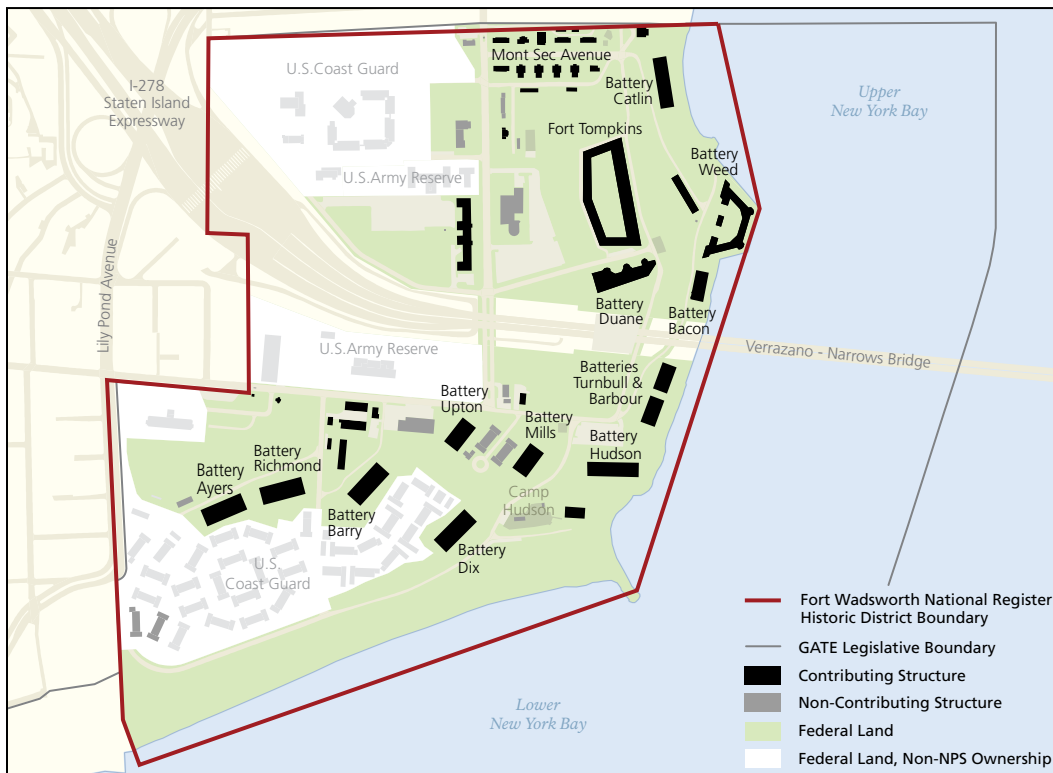 Mont Sec Avenue
U.S.Coast Guard
I-278
Staten Island
Expressway
Battery
Catlin
Upper
New York Bay
Fort Tompkins
Battery
Weed
U.S.Army Reserve
Lily Pond Avenue
Battery
Duane
Battery
Bacon
U.S.Army Reserve
Verrazano - Narrows Bridge
Batteries
Turnbull &
Barbour
Battery
Upton
Battery
Mills
Battery
Hudson
Battery
Richmond
Battery
Ayers
Camp
Hudson
Battery
Barry
Battery
Dix
U.S.
Coast Guard
Lower
New York Bay
Fort Wadsworth National Register
Historic District Boundary
GATE Legislative Boundary
Contributing Structure
Non-Contributing Structure
Federal Land
Federal Land, Non-NPS Ownership